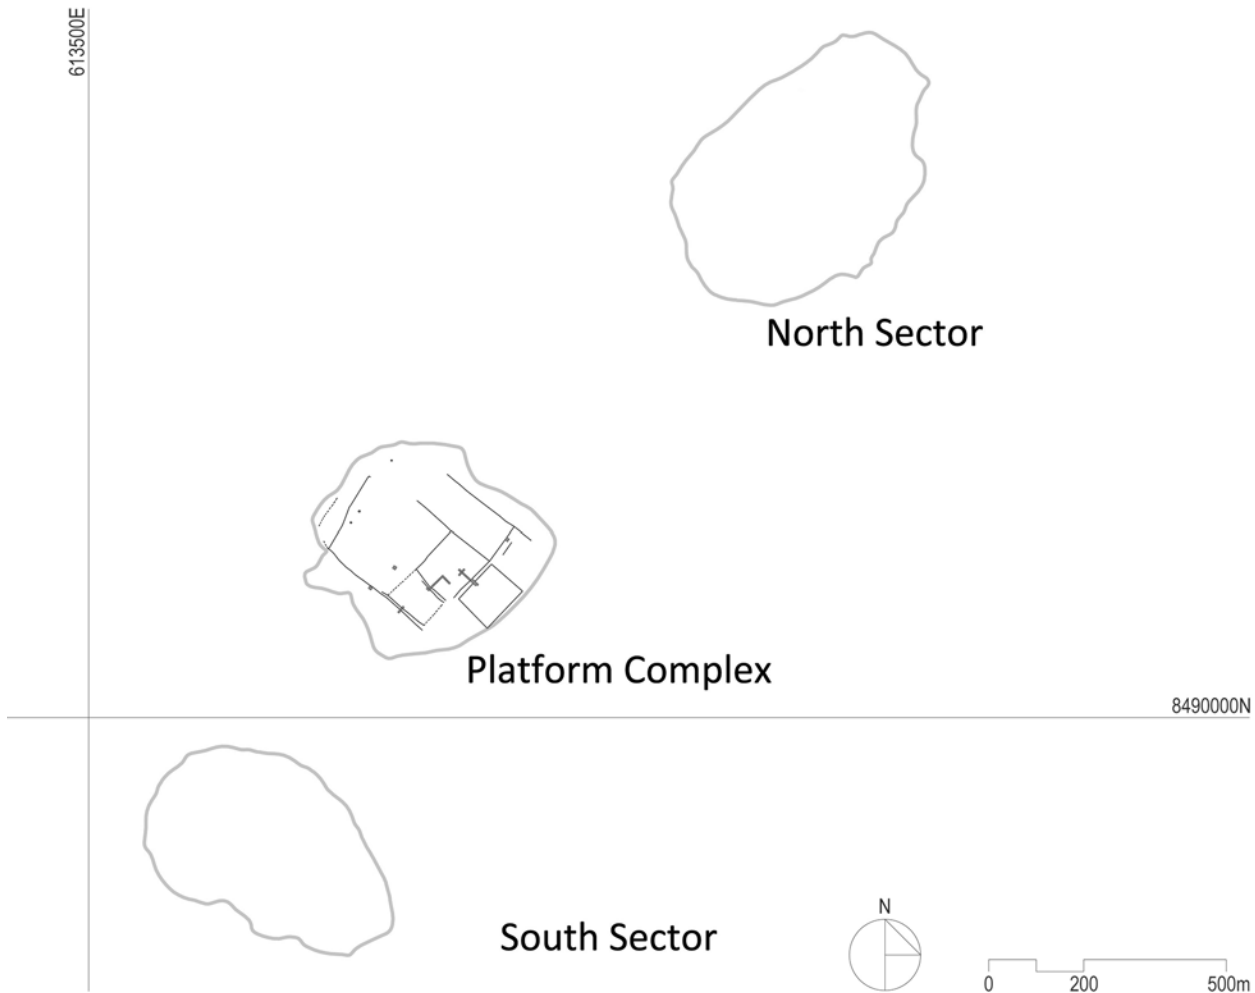 613500E
North Sector
Platform Complex
8490000N
South Sector
N
0 200 500m